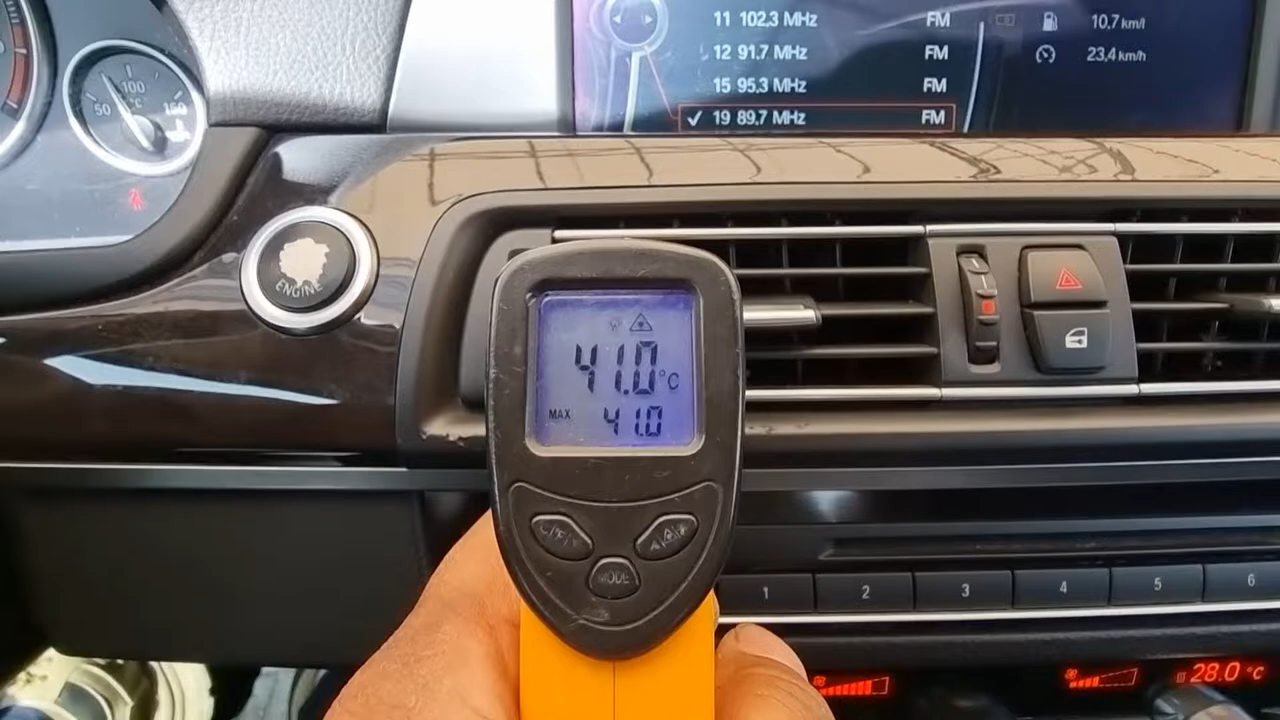 11 102.3 MHz FM
12 91.7 MHz FM
15 95.3 MHz FM
✓ 19 89.7 MHz FM
10,7 km/h
23,4 km/h
50 100 150
°C
ENGINE
41.0 °C
MAX 41.0
MODE
1 2 3 4 5 6
28.0 °C